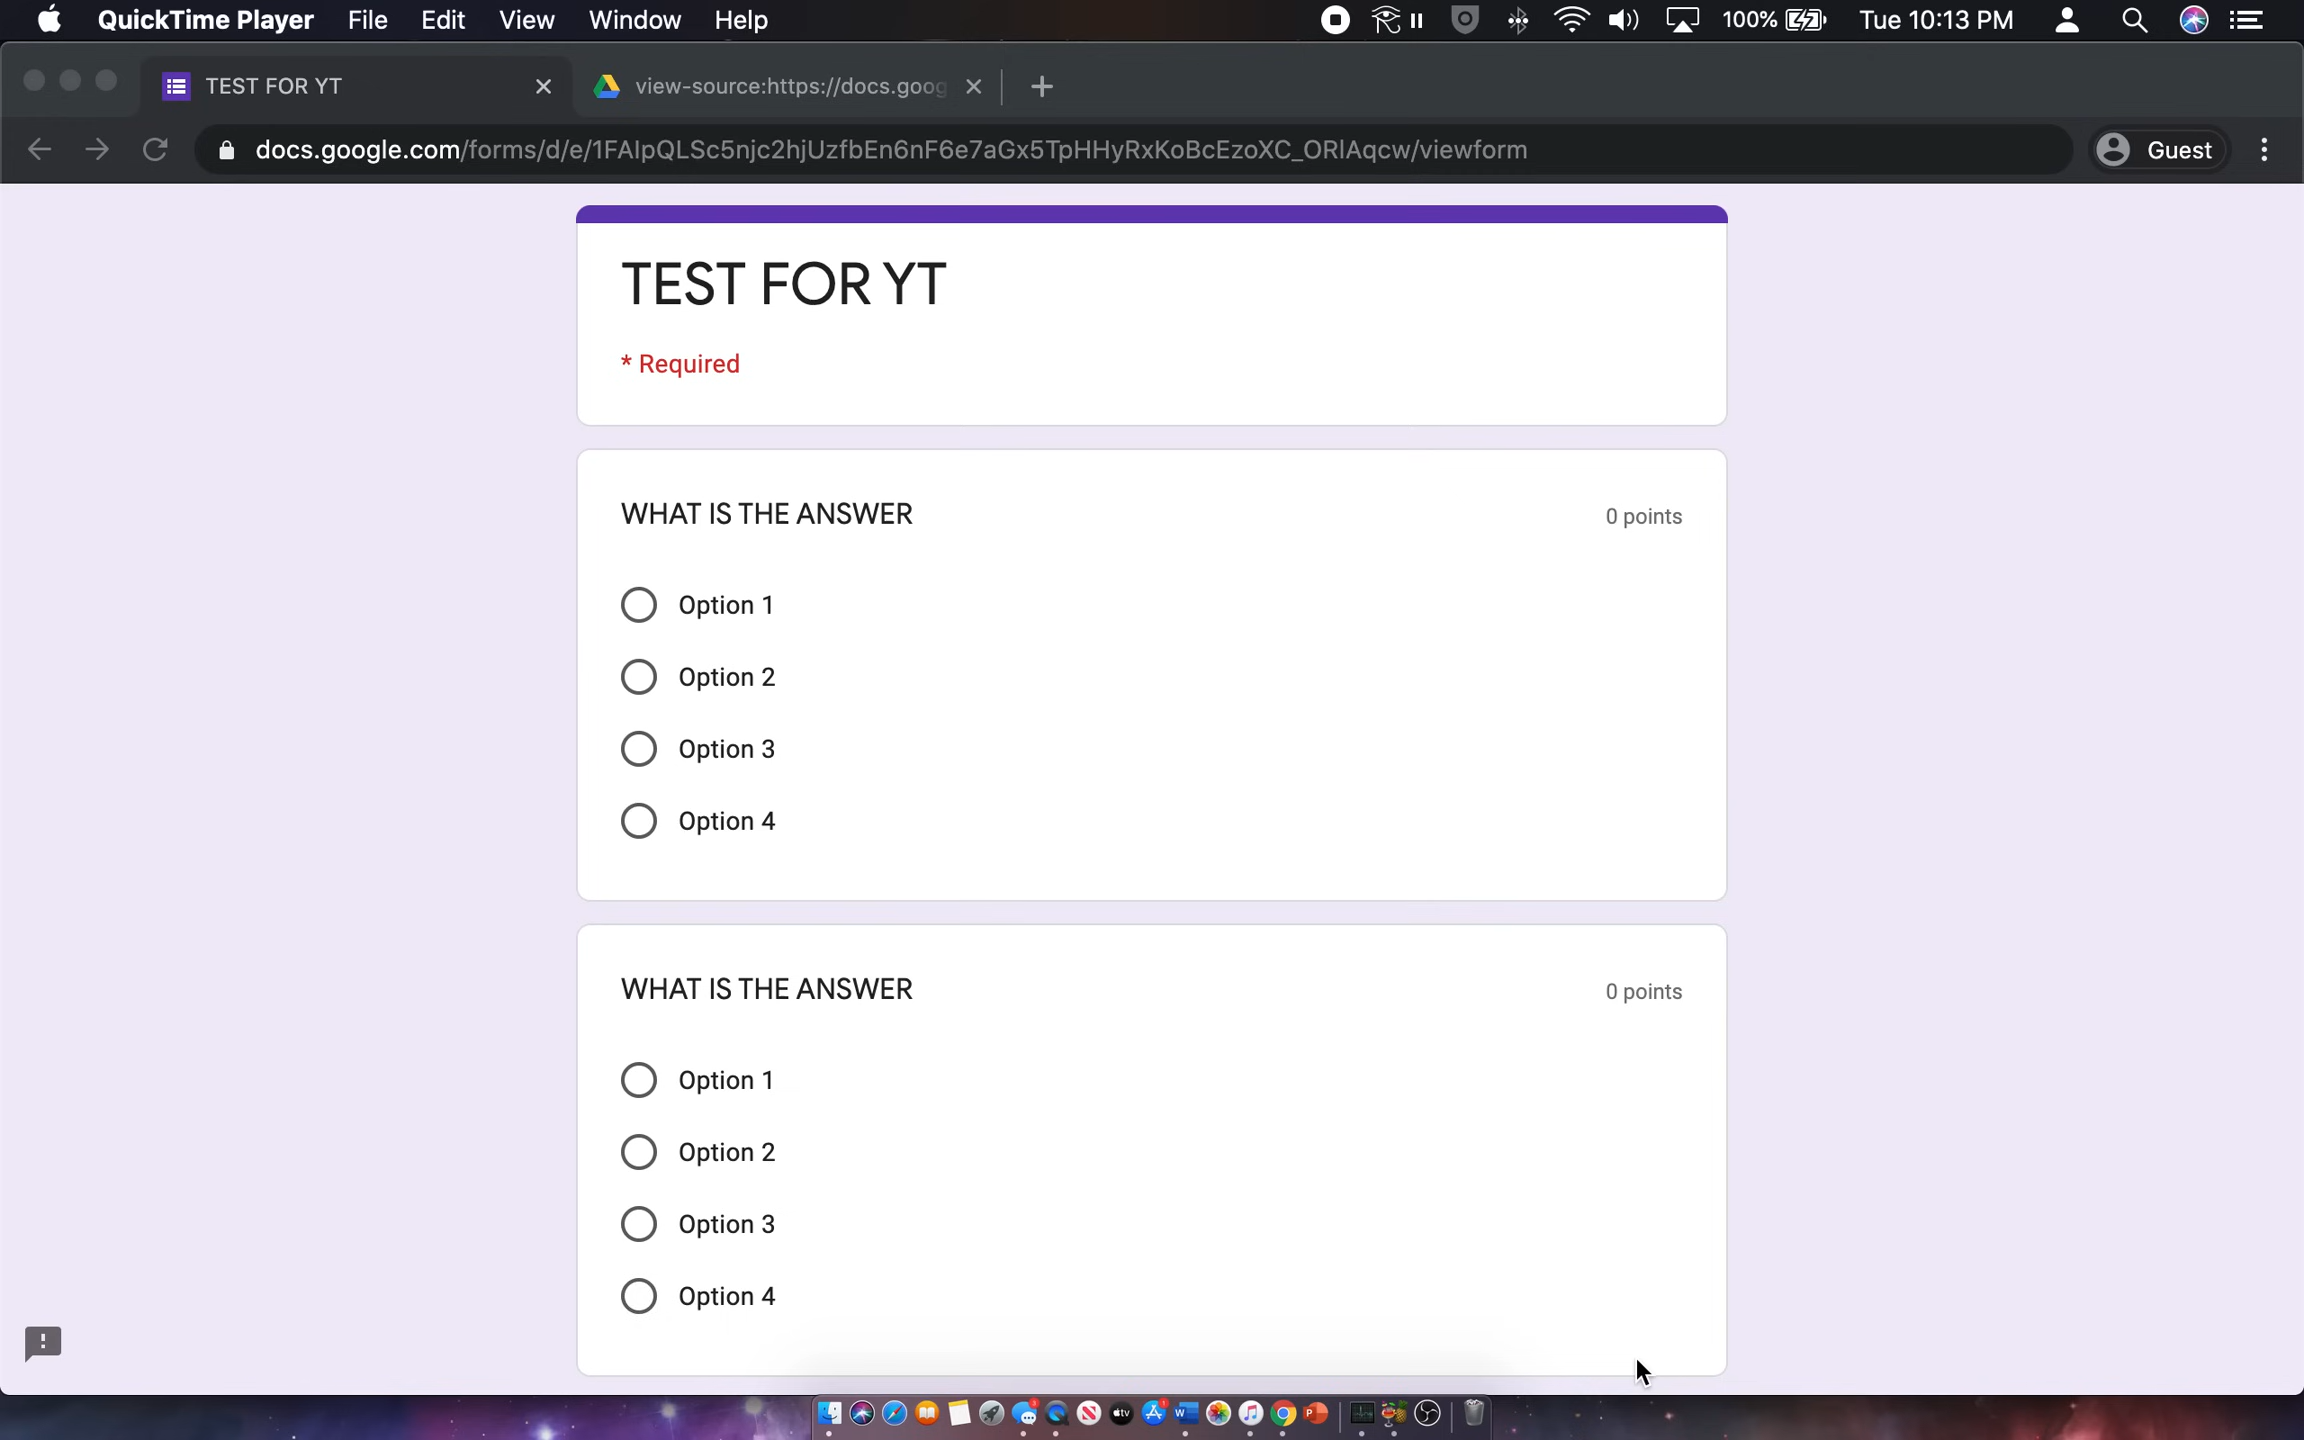 QuickTime Player File Edit View Window Help 100% Tue 10:13 PM
TEST FOR YT view-source:https://docs.goog
docs.google.com/forms/d/e/1FAIpQLSc5njc2hjUzfbEn6nF6e7aGx5TpHHyRxKoBcEzoXC_ORlAqcw/viewform Guest
TEST FOR YT
* Required
WHAT IS THE ANSWER 0 points
Option 1
Option 2
Option 3
Option 4
WHAT IS THE ANSWER 0 points
Option 1
Option 2
Option 3
Option 4